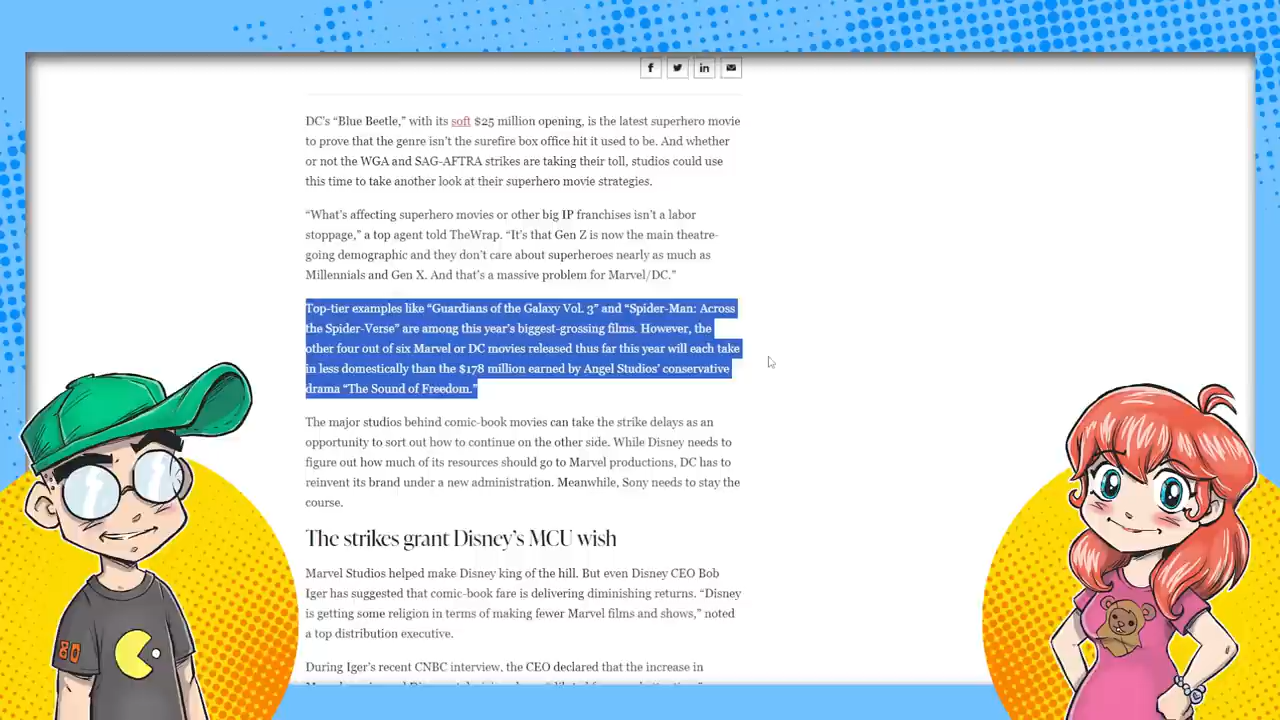 DC's “Blue Beetle,” with its soft $25 million opening, is the latest superhero movie
to prove that the genre isn't the surefire box office hit it used to be. And whether
or not the WGA and SAG-AFTRA strikes are taking their toll, studios could use
this time to take another look at their superhero movie strategies.
“What's affecting superhero movies or other big IP franchises isn't a labor
stoppage,” a top agent told TheWrap. “It's that Gen Z is now the main theatre-
going demographic and they don't care about superheroes nearly as much as
Millennials and Gen X. And that's a massive problem for Marvel/DC.”
Top-tier examples like “Guardians of the Galaxy Vol. 3” and “Spider-Man: Across
the Spider-Verse” are among this year's biggest-grossing films. However, the
other four out of six Marvel or DC movies released thus far this year will each take
in less domestically than the $178 million earned by Angel Studios' conservative
drama “The Sound of Freedom.”
The major studios behind comic-book movies can take the strike delays as an
opportunity to sort out how to continue on the other side. While Disney needs to
figure out how much of its resources should go to Marvel productions, DC has to
reinvent its brand under a new administration. Meanwhile, Sony needs to stay the
course.
The strikes grant Disney's MCU wish
Marvel Studios helped make Disney king of the hill. But even Disney CEO Bob
Iger has suggested that comic-book fare is delivering diminishing returns. “Disney
is getting some religion in terms of making fewer Marvel films and shows,” noted
a top distribution executive.
During Iger's recent CNBC interview, the CEO declared that the increase in
80